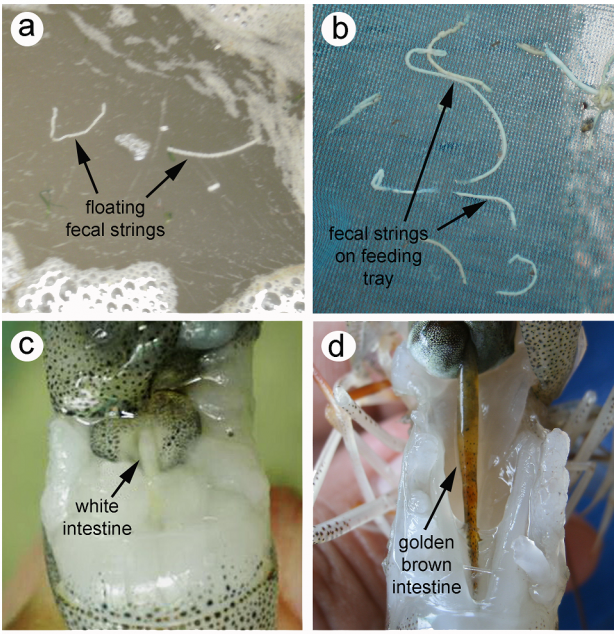 a
floating
fecal strings
b
fecal strings
on feeding
tray
c
white
intestine
d
golden
brown
intestine